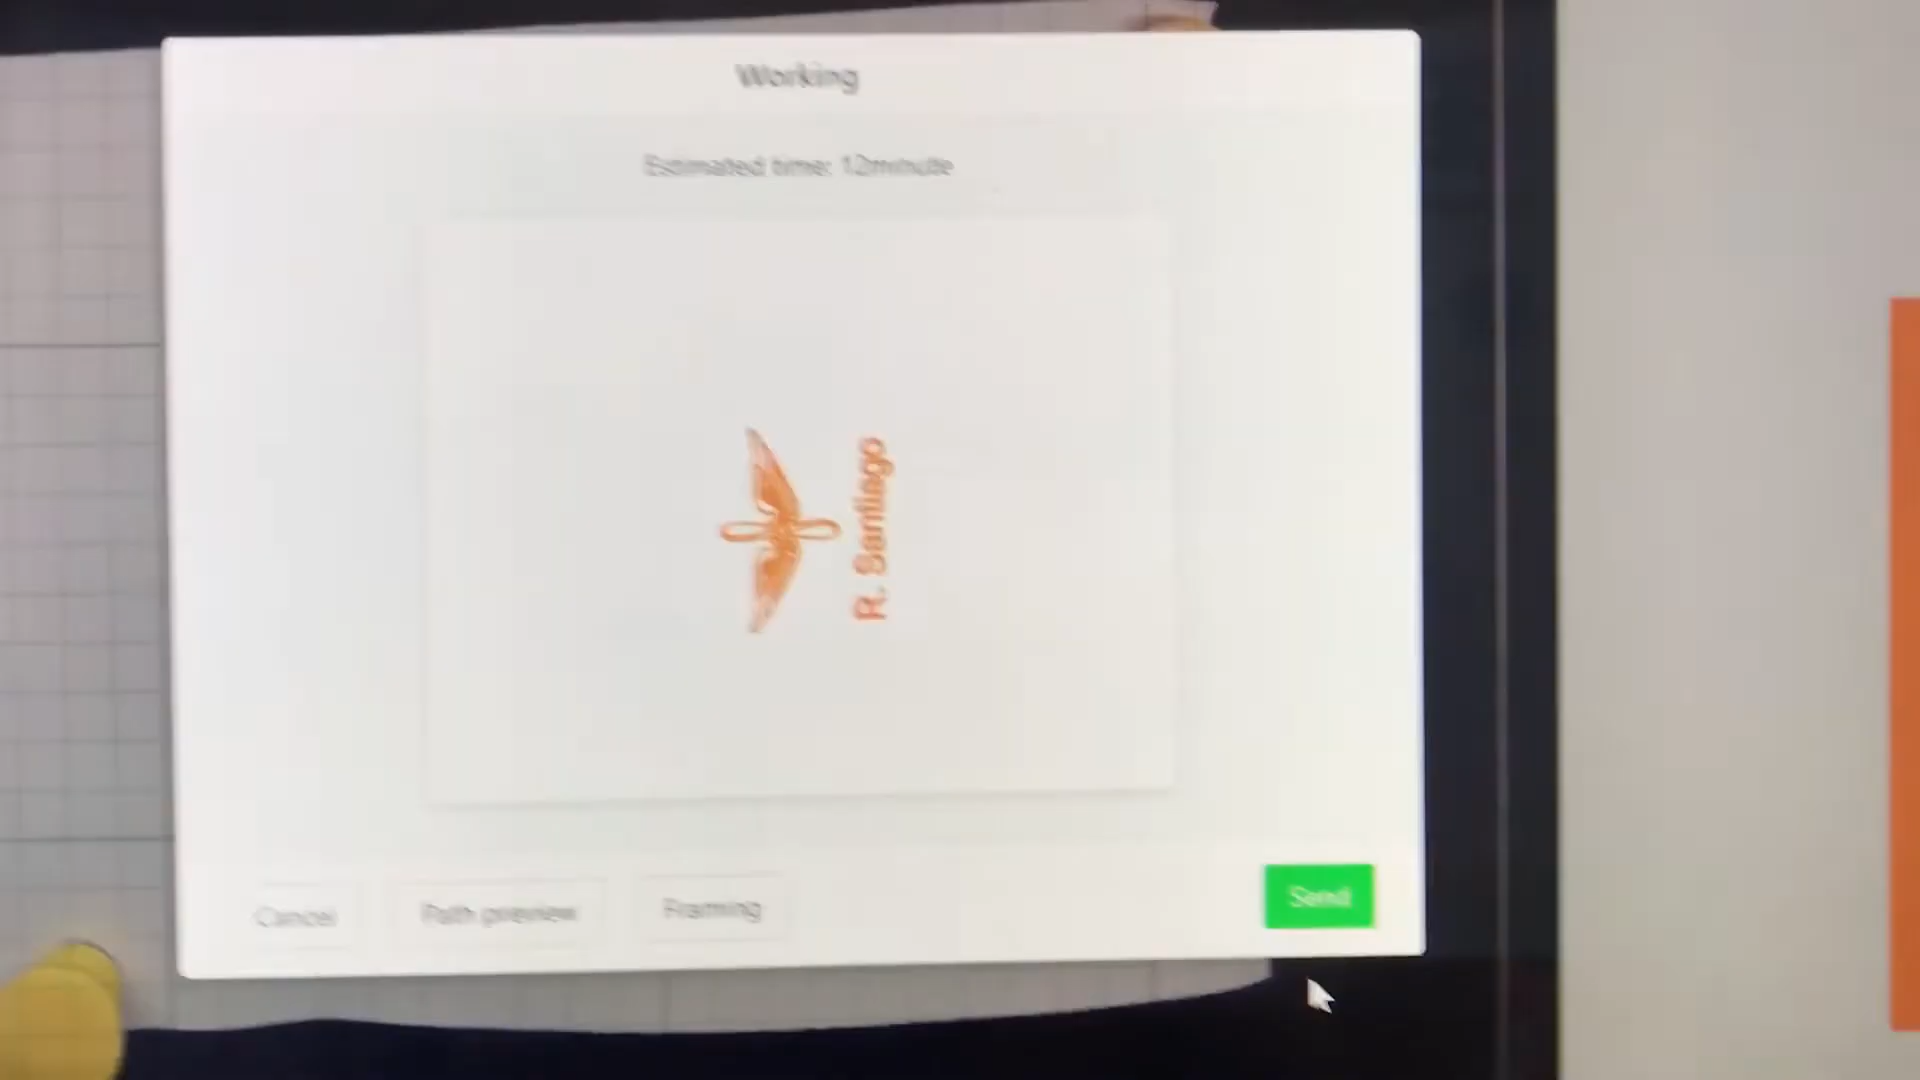 Working
Estimated time: 12minute
R. Santiago
Cancel
Path preview
Framing
Send